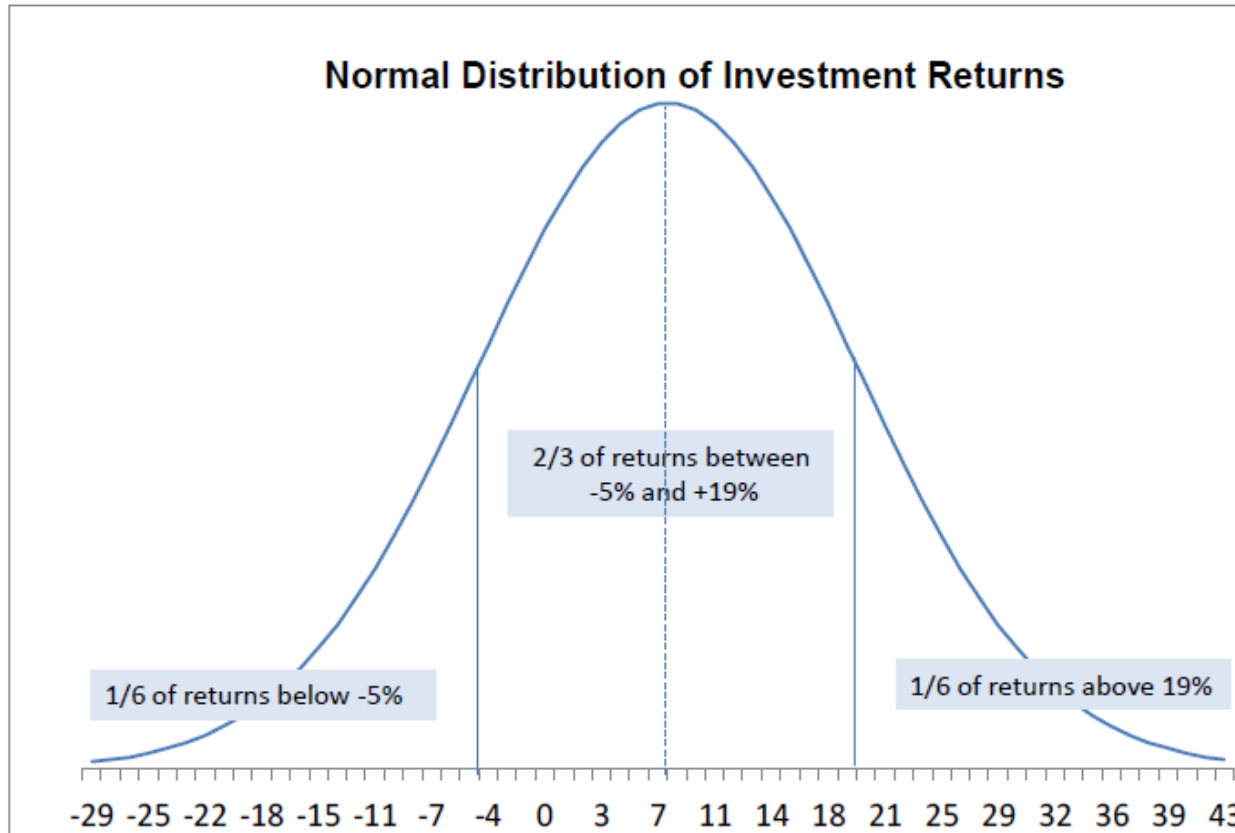 Normal Distribution of Investment Returns
2/3 of returns between
-5% and +19%
1/6 of returns below -5%
1/6 of returns above 19%
-29 -25 -22 -18 -15 -11 -7 -4 0 3 7 11 14 18 21 25 29 32 36 39 43